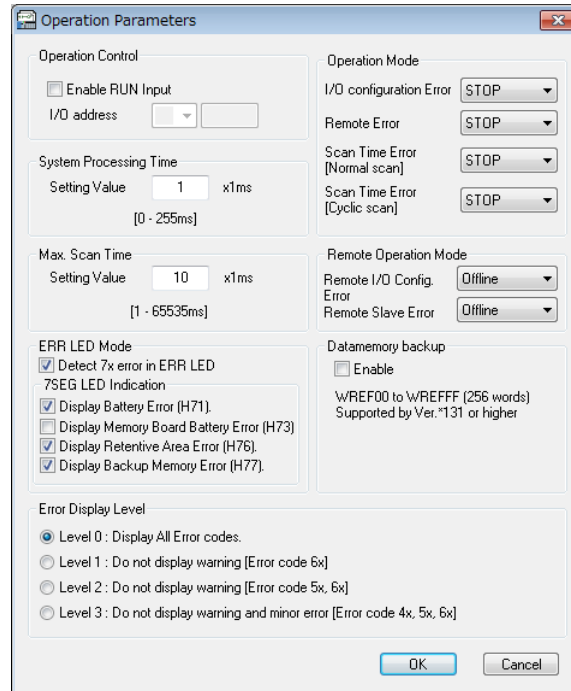 Operation Parameters
Operation Control
Enable RUN Input
I/O address
System Processing Time
Setting Value 1 x1ms
[0 - 255ms]
Max. Scan Time
Setting Value 10 x1ms
[1 - 65535ms]
ERR LED Mode
Detect 7x error in ERR LED
7SEG LED Indication
Display Battery Error (H71).
Display Memory Board Battery Error (H73)
Display Retentive Area Error (H76).
Display Backup Memory Error (H77).
Operation Mode
I/O configuration Error STOP
Remote Error STOP
Scan Time Error
[Normal scan] STOP
Scan Time Error
[Cyclic scan] STOP
Remote Operation Mode
Remote I/O Config.
Error Offline
Remote Slave Error Offline
Datamemory backup
Enable
WREF00 to WREFFF (256 words)
Supported by Ver.*131 or higher
Error Display Level
Level 0 : Display All Error codes.
Level 1 : Do not display warning [Error code 6x]
Level 2 : Do not display warning [Error code 5x, 6x]
Level 3 : Do not display warning and minor error [Error code 4x, 5x, 6x]
OK Cancel